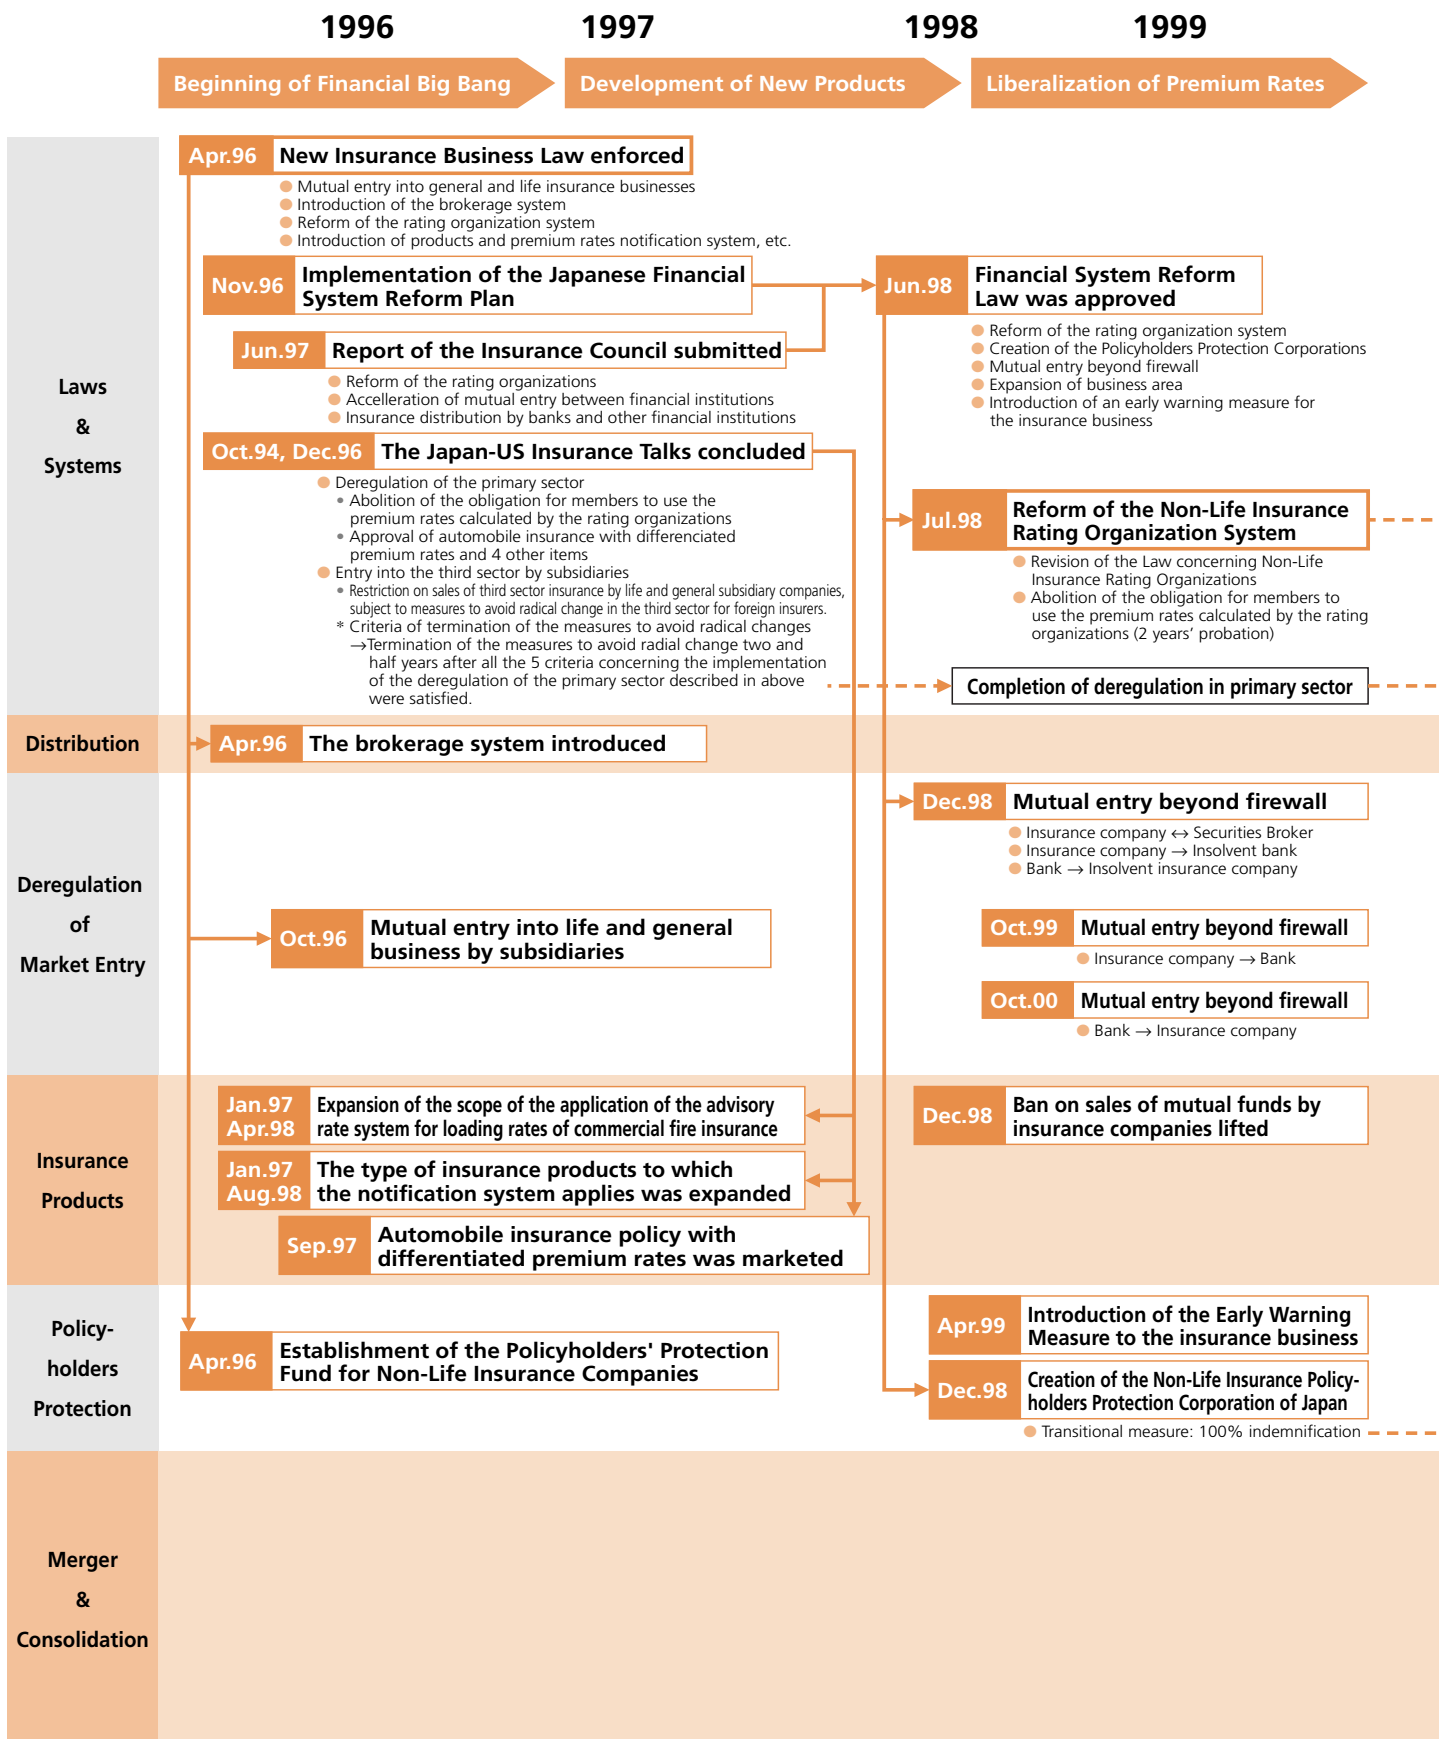 1996
1997
1998
1999
Beginning of Financial Big Bang
Development of New Products
Liberalization of Premium Rates
Laws
&
Systems
Apr.96
New Insurance Business Law enforced
● Mutual entry into general and life insurance businesses
● Introduction of the brokerage system
● Reform of the rating organization system
● Introduction of products and premium rates notification system, etc.
Nov.96
Implementation of the Japanese Financial
System Reform Plan
Jun.97
Report of the Insurance Council submitted
● Reform of the rating organizations
● Accelleration of mutual entry between financial institutions
● Insurance distribution by banks and other financial institutions
Oct.94, Dec.96
The Japan-US Insurance Talks concluded
● Deregulation of the primary sector
• Abolition of the obligation for members to use the
premium rates calculated by the rating organizations
• Approval of automobile insurance with differenciated
premium rates and 4 other items
● Entry into the third sector by subsidiaries
• Restriction on sales of third sector insurance by life and general subsidiary companies,
subject to measures to avoid radical change in the third sector for foreign insurers.
* Criteria of termination of the measures to avoid radical changes
→Termination of the measures to avoid radial change two and
half years after all the 5 criteria concerning the implementation
of the deregulation of the primary sector described in above
were satisfied.
Jun.98
Financial System Reform
Law was approved
● Reform of the rating organization system
● Creation of the Policyholders Protection Corporations
● Mutual entry beyond firewall
● Expansion of business area
● Introduction of an early warning measure for
the insurance business
Jul.98
Reform of the Non-Life Insurance
Rating Organization System
● Revision of the Law concerning Non-Life
Insurance Rating Organizations
● Abolition of the obligation for members to
use the premium rates calculated by the rating
organizations (2 years’ probation)
Completion of deregulation in primary sector
Distribution
Apr.96
The brokerage system introduced
Deregulation
of
Market Entry
Oct.96
Mutual entry into life and general
business by subsidiaries
Dec.98
Mutual entry beyond firewall
● Insurance company ↔ Securities Broker
● Insurance company → Insolvent bank
● Bank → Insolvent insurance company
Oct.99
Mutual entry beyond firewall
● Insurance company → Bank
Oct.00
Mutual entry beyond firewall
● Bank → Insurance company
Insurance
Products
Jan.97
Apr.98
Expansion of the scope of the application of the advisory
rate system for loading rates of commercial fire insurance
Jan.97
Aug.98
The type of insurance products to which
the notification system applies was expanded
Sep.97
Automobile insurance policy with
differentiated premium rates was marketed
Dec.98
Ban on sales of mutual funds by
insurance companies lifted
Policy-
holders
Protection
Apr.96
Establishment of the Policyholders' Protection
Fund for Non-Life Insurance Companies
Apr.99
Introduction of the Early Warning
Measure to the insurance business
Dec.98
Creation of the Non-Life Insurance Policy-
holders Protection Corporation of Japan
● Transitional measure: 100% indemnification
Merger
&
Consolidation